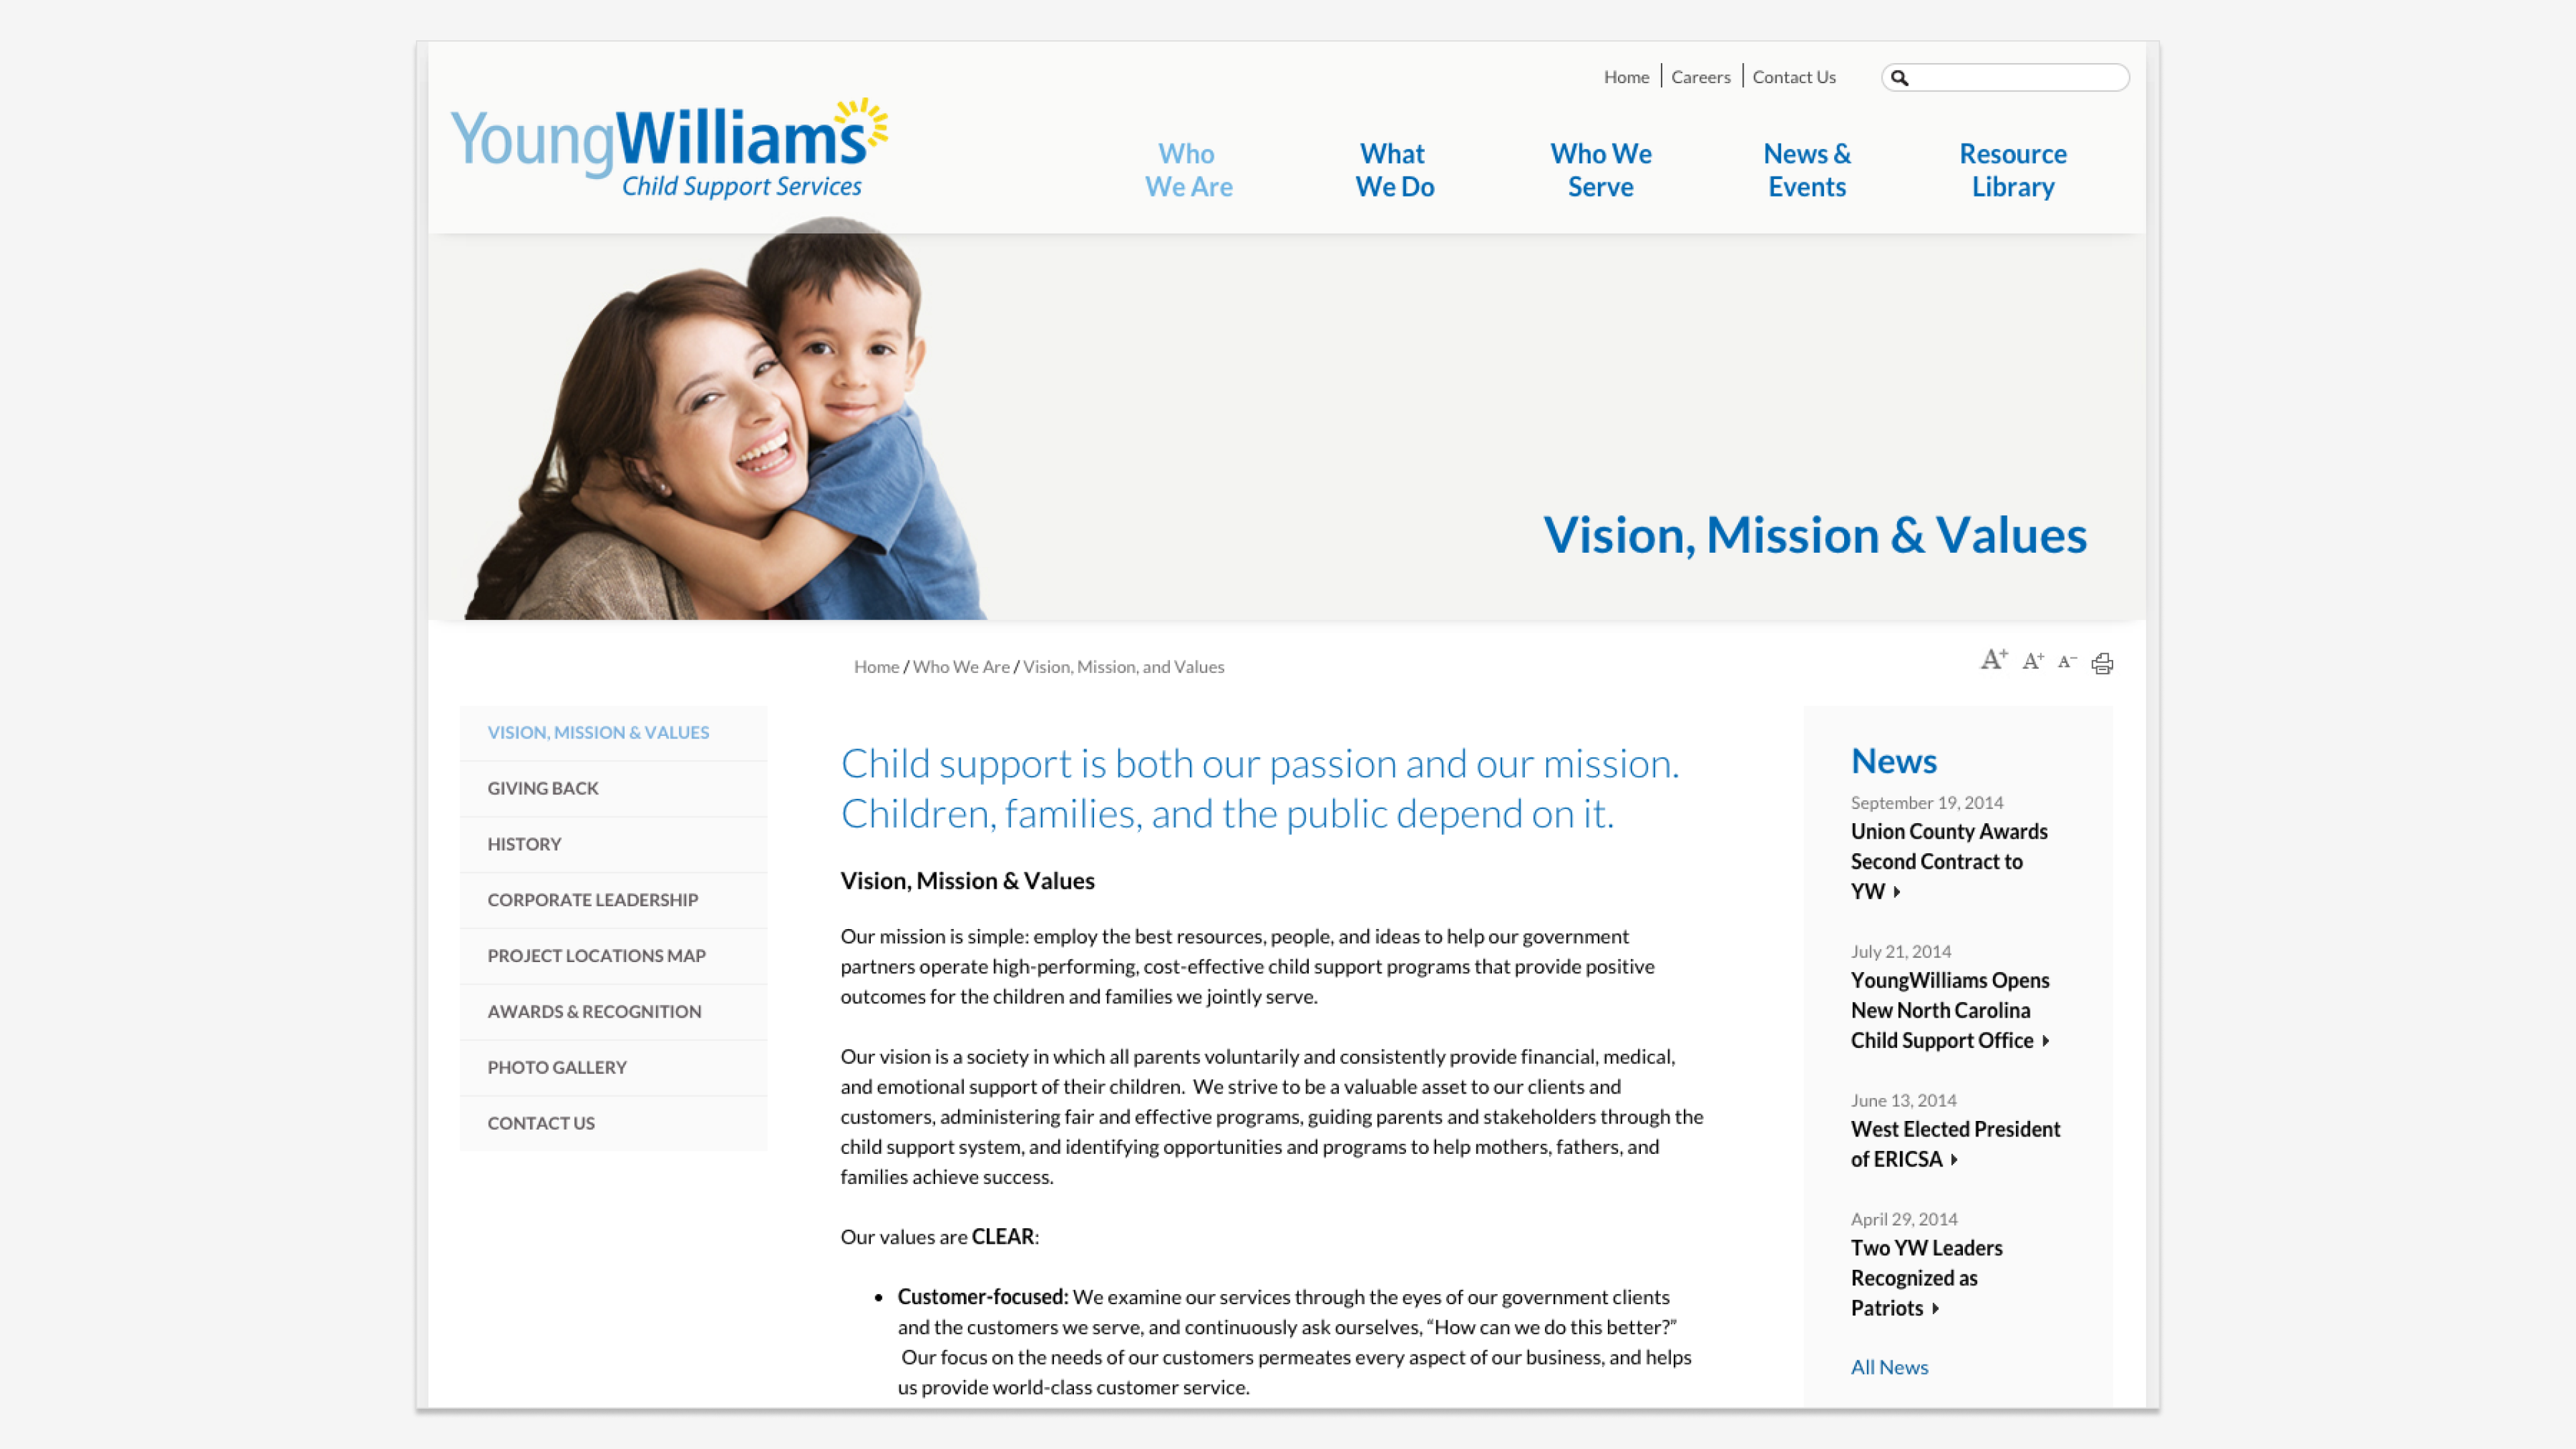 Home
Careers
Contact Us
YoungWilliams
Child Support Services
Who
We Are
What
We Do
Who We
Serve
News &
Events
Resource
Library
Vision, Mission & Values
Home / Who We Are / Vision, Mission, and Values
A+ A+ A−
VISION, MISSION & VALUES
GIVING BACK
HISTORY
CORPORATE LEADERSHIP
PROJECT LOCATIONS MAP
AWARDS & RECOGNITION
PHOTO GALLERY
CONTACT US
Child support is both our passion and our mission.
Children, families, and the public depend on it.
Vision, Mission & Values
Our mission is simple: employ the best resources, people, and ideas to help our government
partners operate high-performing, cost-effective child support programs that provide positive
outcomes for the children and families we jointly serve.
Our vision is a society in which all parents voluntarily and consistently provide financial, medical,
and emotional support of their children.  We strive to be a valuable asset to our clients and
customers, administering fair and effective programs, guiding parents and stakeholders through the
child support system, and identifying opportunities and programs to help mothers, fathers, and
families achieve success.
Our values are CLEAR:
• Customer-focused: We examine our services through the eyes of our government clients
and the customers we serve, and continuously ask ourselves, “How can we do this better?”
Our focus on the needs of our customers permeates every aspect of our business, and helps
us provide world-class customer service.
News
September 19, 2014
Union County Awards
Second Contract to
YW
July 21, 2014
YoungWilliams Opens
New North Carolina
Child Support Office
June 13, 2014
West Elected President
of ERICSA
April 29, 2014
Two YW Leaders
Recognized as
Patriots
All News